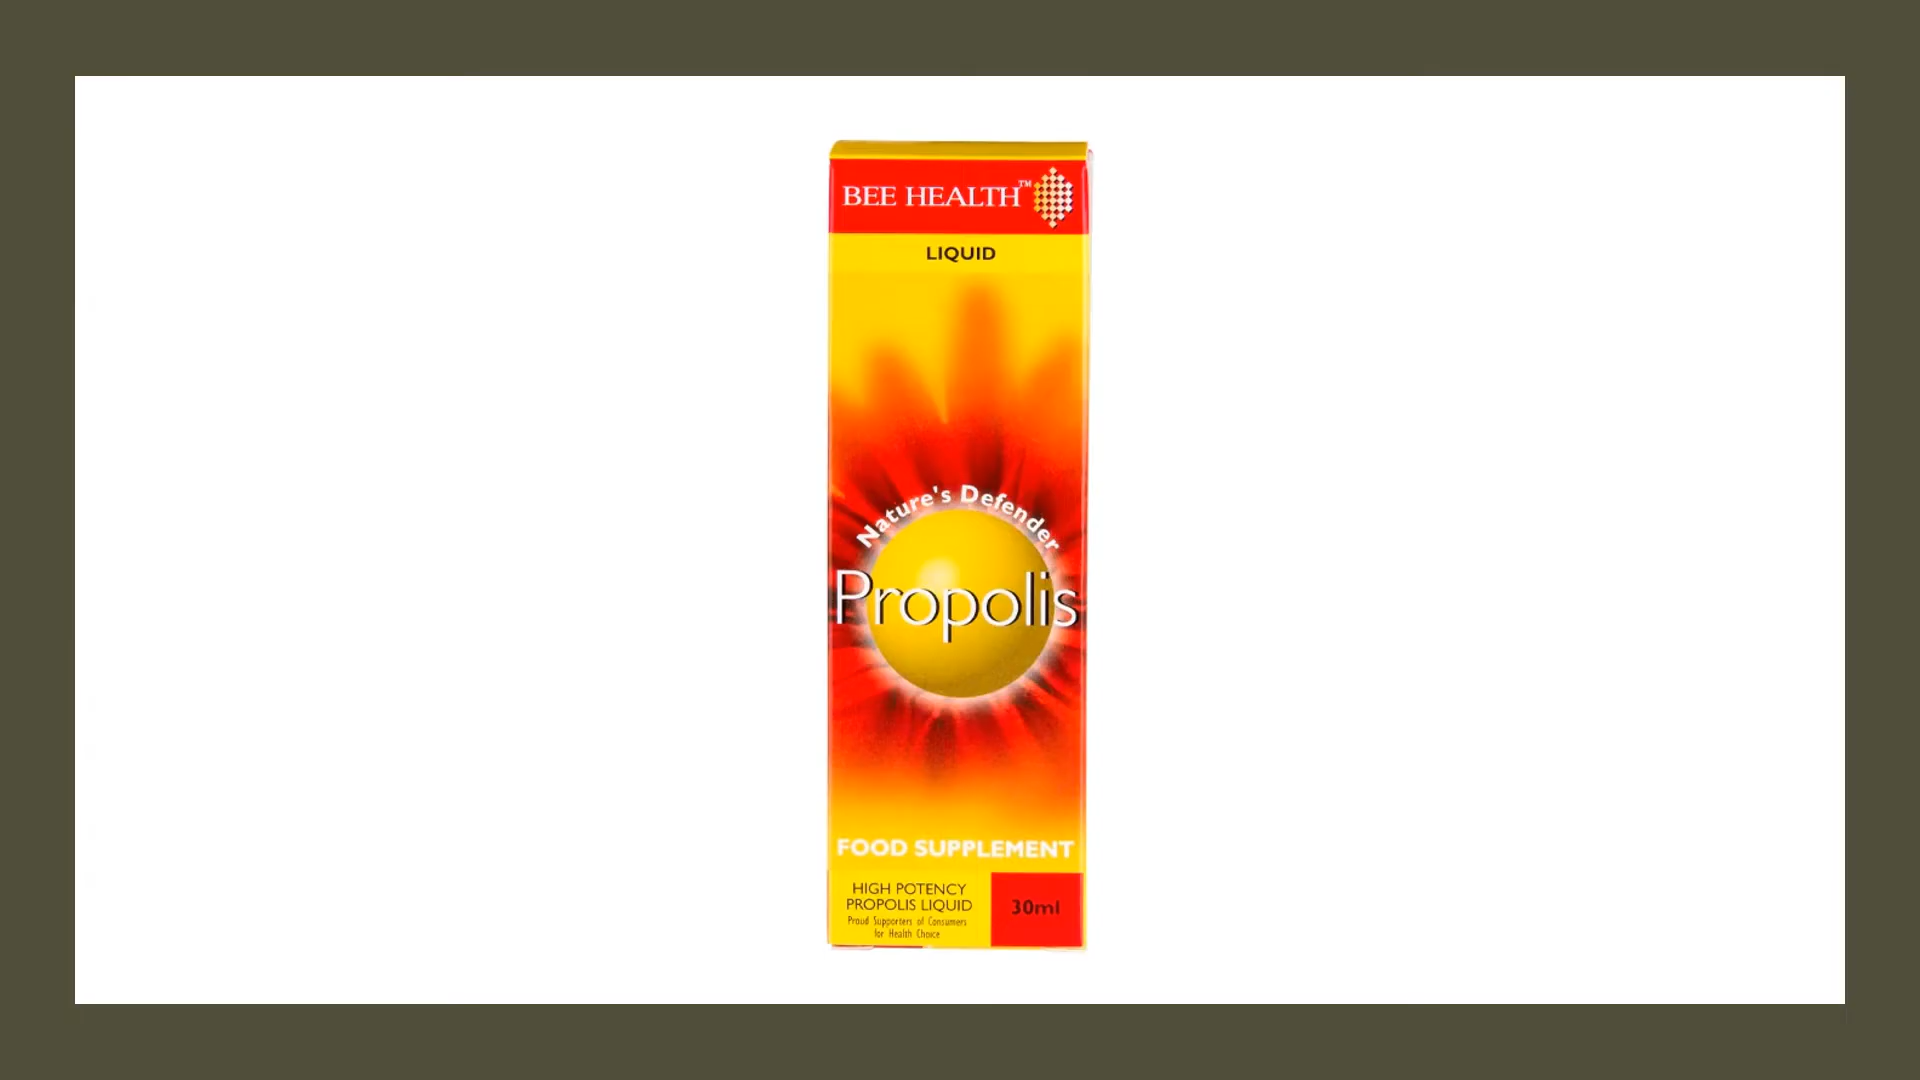 BEE HEALTH™
LIQUID
Nature's Defender
Propolis
FOOD SUPPLEMENT
HIGH POTENCY
PROPOLIS LIQUID
Proud Supporters of Consumers
for Health Choice
30ml